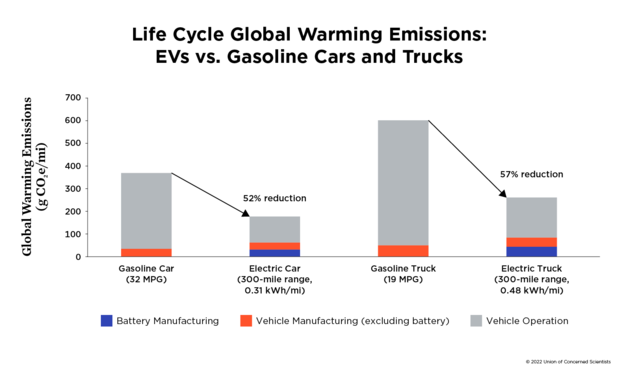 Life Cycle Global Warming Emissions:
EVs vs. Gasoline Cars and Trucks
Global Warming Emissions
(g CO₂e/mi)
700
600
500
400
300
200
100
0
52% reduction
57% reduction
Gasoline Car
(32 MPG)
Electric Car
(300-mile range,
0.31 kWh/mi)
Gasoline Truck
(19 MPG)
Electric Truck
(300-mile range,
0.48 kWh/mi)
Battery Manufacturing
Vehicle Manufacturing (excluding battery)
Vehicle Operation
© 2022 Union of Concerned Scientists